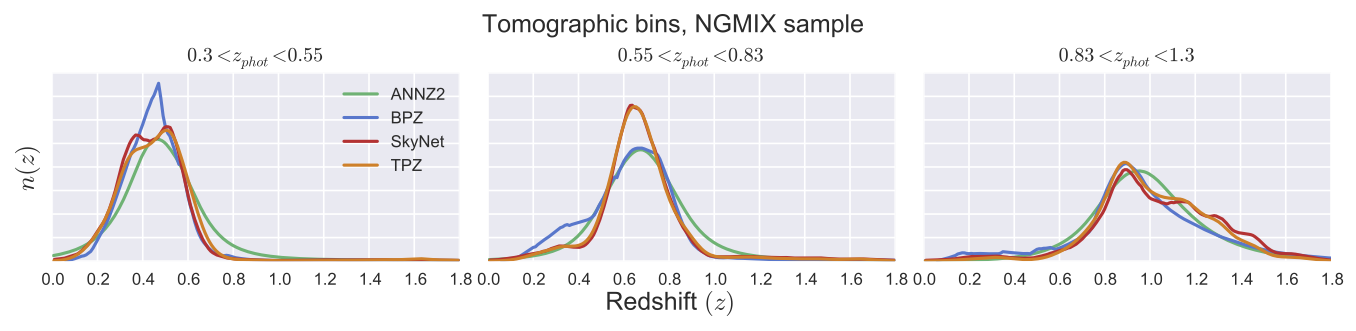 Tomographic bins, NGMIX sample
0.3 < z_phot < 0.55
0.55 < z_phot < 0.83
0.83 < z_phot < 1.3
ANNZ2
BPZ
SkyNet
TPZ
n(z)
0.0 0.2 0.4 0.6 0.8 1.0 1.2 1.4 1.6 1.8
0.0 0.2 0.4 0.6 0.8 1.0 1.2 1.4 1.6 1.8
0.0 0.2 0.4 0.6 0.8 1.0 1.2 1.4 1.6 1.8
Redshift (z)